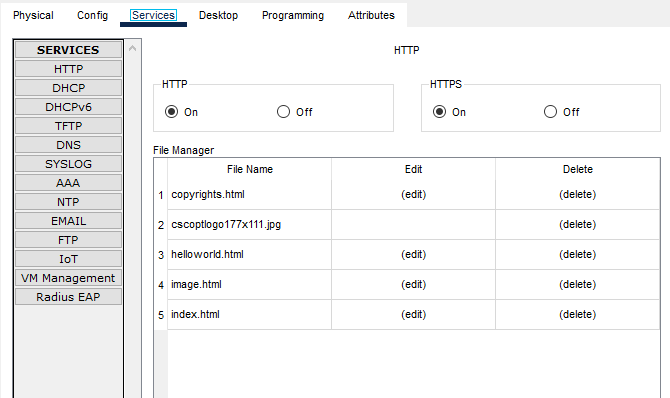 Physical Config Services Desktop Programming Attributes
SERVICES
HTTP
DHCP
DHCPv6
TFTP
DNS
SYSLOG
AAA
NTP
EMAIL
FTP
IoT
VM Management
Radius EAP
HTTP
HTTP
On Off
HTTPS
On Off
File Manager
File Name Edit Delete
1 copyrights.html (edit) (delete)
2 cscoptlogo177x111.jpg (delete)
3 helloworld.html (edit) (delete)
4 image.html (edit) (delete)
5 index.html (edit) (delete)